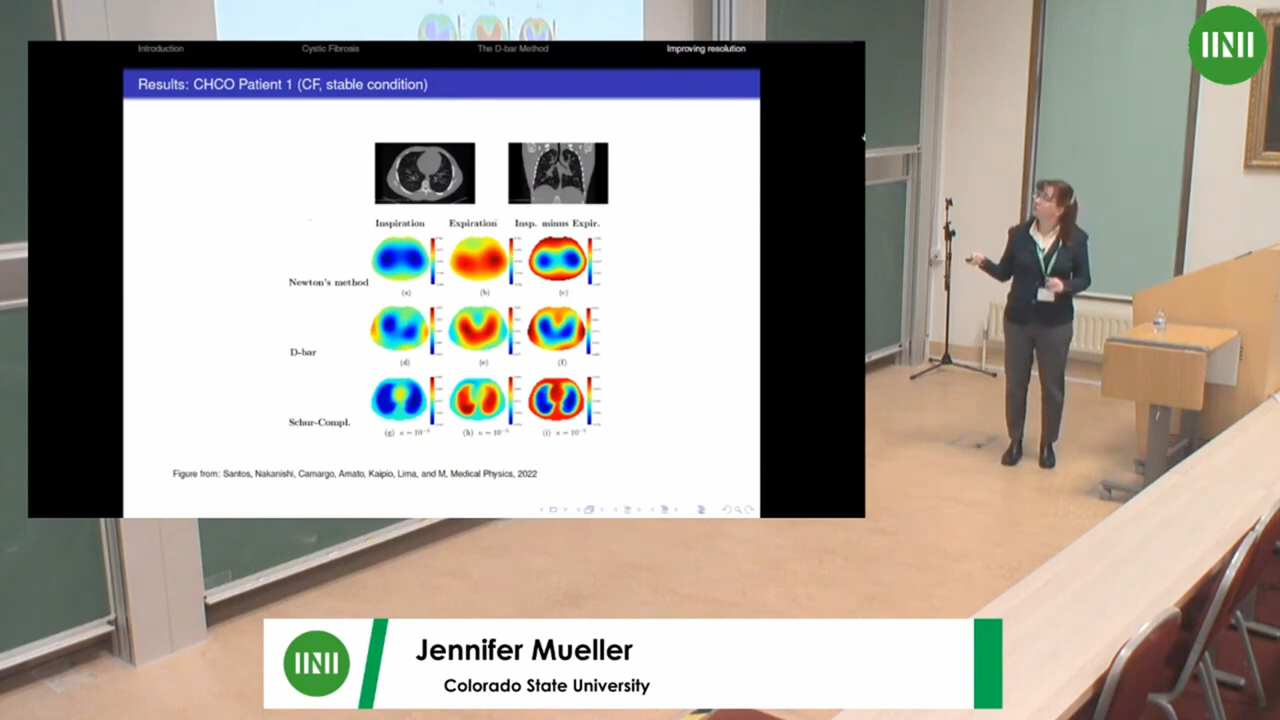 Introduction Cystic Fibrosis The D-bar Method Improving resolution
Results: CHCO Patient 1 (CF, stable condition)
Inspiration Expiration Insp. minus Expir.
Newton's method
(a) (b) (c)
D-bar
(d) (e) (f)
Schur-Compl.
(g) (h) (i)
Figure from: Santos, Nakanishi, Camargo, Amato, Kaipio, Lima, and M, Medical Physics, 2022
Jennifer Mueller
Colorado State University